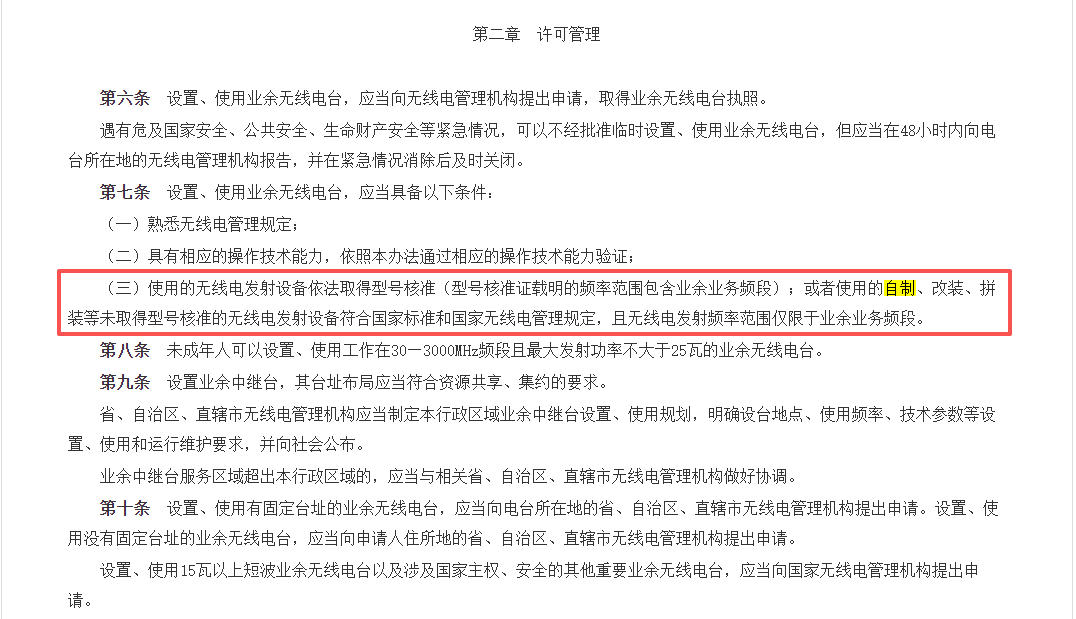 第二章　许可管理
第六条　设置、使用业余无线电台，应当向无线电管理机构提出申请，取得业余无线电台执照。
遇有危及国家安全、公共安全、生命财产安全等紧急情况，可以不经批准临时设置、使用业余无线电台，但应当在48小时内向电
台所在地的无线电管理机构报告，并在紧急情况消除后及时关闭。
第七条　设置、使用业余无线电台，应当具备以下条件：
（一）熟悉无线电管理规定；
（二）具有相应的操作技术能力，依照本办法通过相应的操作技术能力验证；
（三）使用的无线电发射设备依法取得型号核准（型号核准证载明的频率范围包含业余业务频段）；或者使用的自制、改装、拼
装等未取得型号核准的无线电发射设备符合国家标准和国家无线电管理规定，且无线电发射频率范围仅限于业余业务频段。
第八条　未成年人可以设置、使用工作在30—3000MHz频段且最大发射功率不大于25瓦的业余无线电台。
第九条　设置业余中继台，其台址布局应当符合资源共享、集约的要求。
省、自治区、直辖市无线电管理机构应当制定本行政区域业余中继台设置、使用规划，明确设台地点、使用频率、技术参数等设
置、使用和运行维护要求，并向社会公布。
业余中继台服务区域超出本行政区域的，应当与相关省、自治区、直辖市无线电管理机构做好协调。
第十条　设置、使用有固定台址的业余无线电台，应当向电台所在地的省、自治区、直辖市无线电管理机构提出申请。设置、使
用没有固定台址的业余无线电台，应当向申请人住所地的省、自治区、直辖市无线电管理机构提出申请。
设置、使用15瓦以上短波业余无线电台以及涉及国家主权、安全的其他重要业余无线电台，应当向国家无线电管理机构提出申
请。